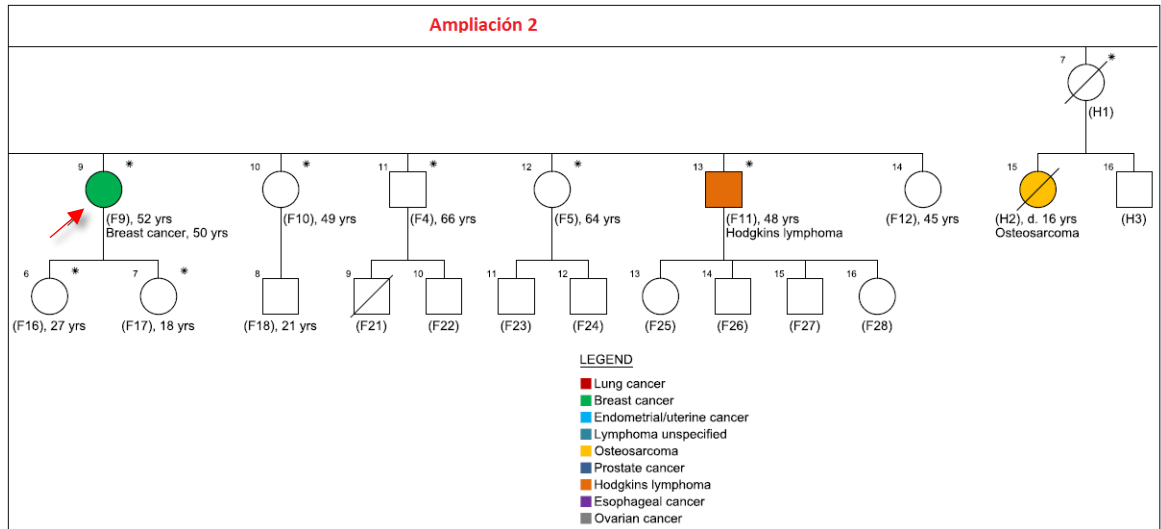 Ampliación 2
7 *
(H1)
9 *
10 *
11 *
12 *
13 *
14
15
16
(F9), 52 yrs
Breast cancer, 50 yrs
(F10), 49 yrs
(F4), 66 yrs
(F5), 64 yrs
(F11), 48 yrs
Hodgkins lymphoma
(F12), 45 yrs
(H2), d. 16 yrs
Osteosarcoma
(H3)
6 *
7 *
8
9
10
11
12
13
14
15
16
(F16), 27 yrs
(F17), 18 yrs
(F18), 21 yrs
(F21)
(F22)
(F23)
(F24)
(F25)
(F26)
(F27)
(F28)
LEGEND
Lung cancer
Breast cancer
Endometrial/uterine cancer
Lymphoma unspecified
Osteosarcoma
Prostate cancer
Hodgkins lymphoma
Esophageal cancer
Ovarian cancer